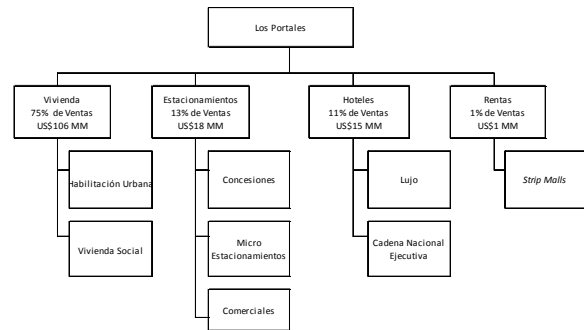 Los Portales
Vivienda
75% de Ventas
US$106 MM
Estacionamientos
13% de Ventas
US$18 MM
Hoteles
11% de Ventas
US$15 MM
Rentas
1% de Ventas
US$1 MM
Habilitación Urbana
Vivienda Social
Concesiones
Micro
Estacionamientos
Comerciales
Lujo
Cadena Nacional
Ejecutiva
Strip Malls